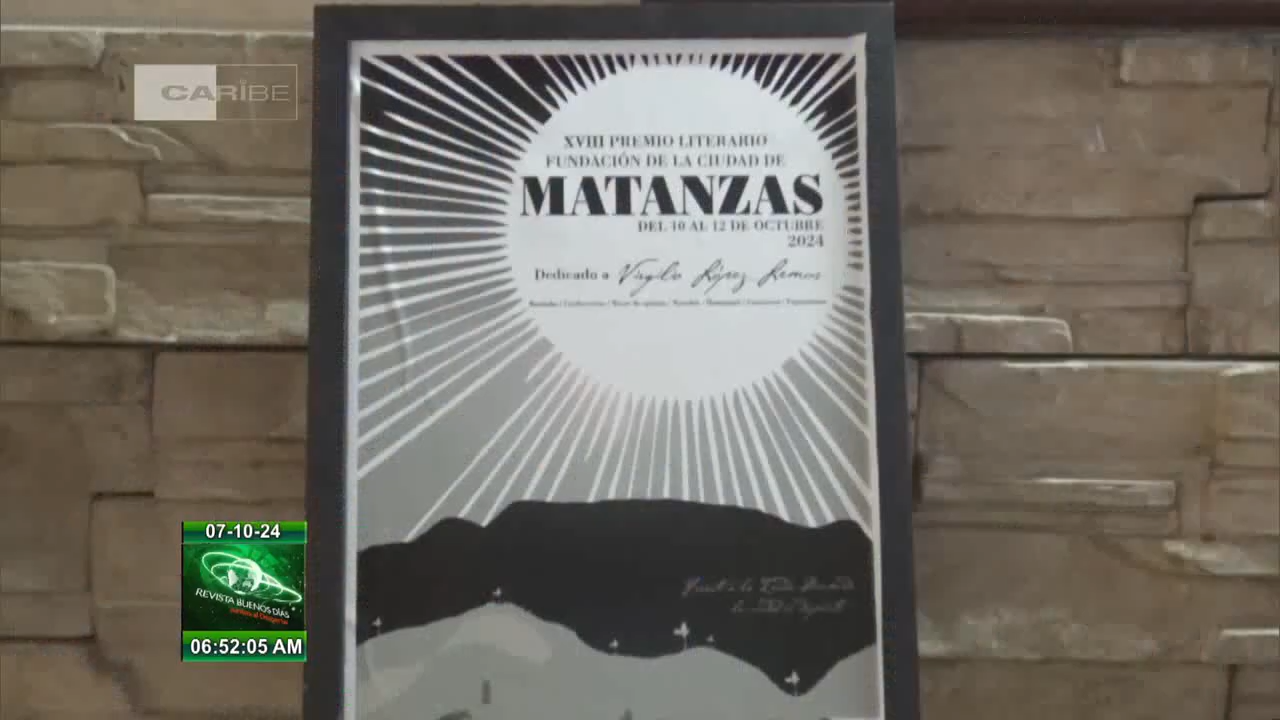 CARIBE
XVIII PREMIO LITERARIO
FUNDACIÓN DE LA CIUDAD DE
MATANZAS
DEL 10 AL 12 DE OCTUBRE
2024
Dedicado a Virgilio López Lemus
07-10-24
REVISTA BUENOS DÍAS
06:52:05 AM